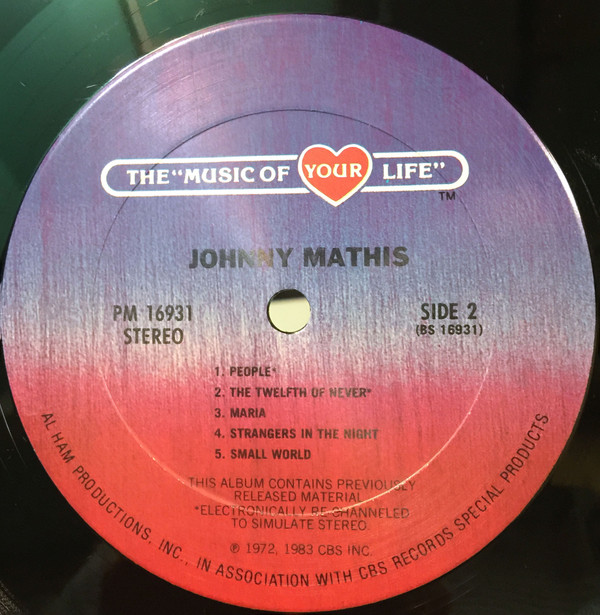 THE "MUSIC OF YOUR LIFE"
TM
JOHNNY MATHIS
PM 16931
STEREO
SIDE 2
(BS 16931)
1. PEOPLE*
2. THE TWELFTH OF NEVER*
3. MARIA
4. STRANGERS IN THE NIGHT
5. SMALL WORLD
THIS ALBUM CONTAINS PREVIOUSLY
RELEASED MATERIAL
*ELECTRONICALLY RE-CHANNELED
TO SIMULATE STEREO
℗ 1972, 1983 CBS INC.
AL HAM PRODUCTIONS, INC., IN ASSOCIATION WITH CBS RECORDS SPECIAL PRODUCTS